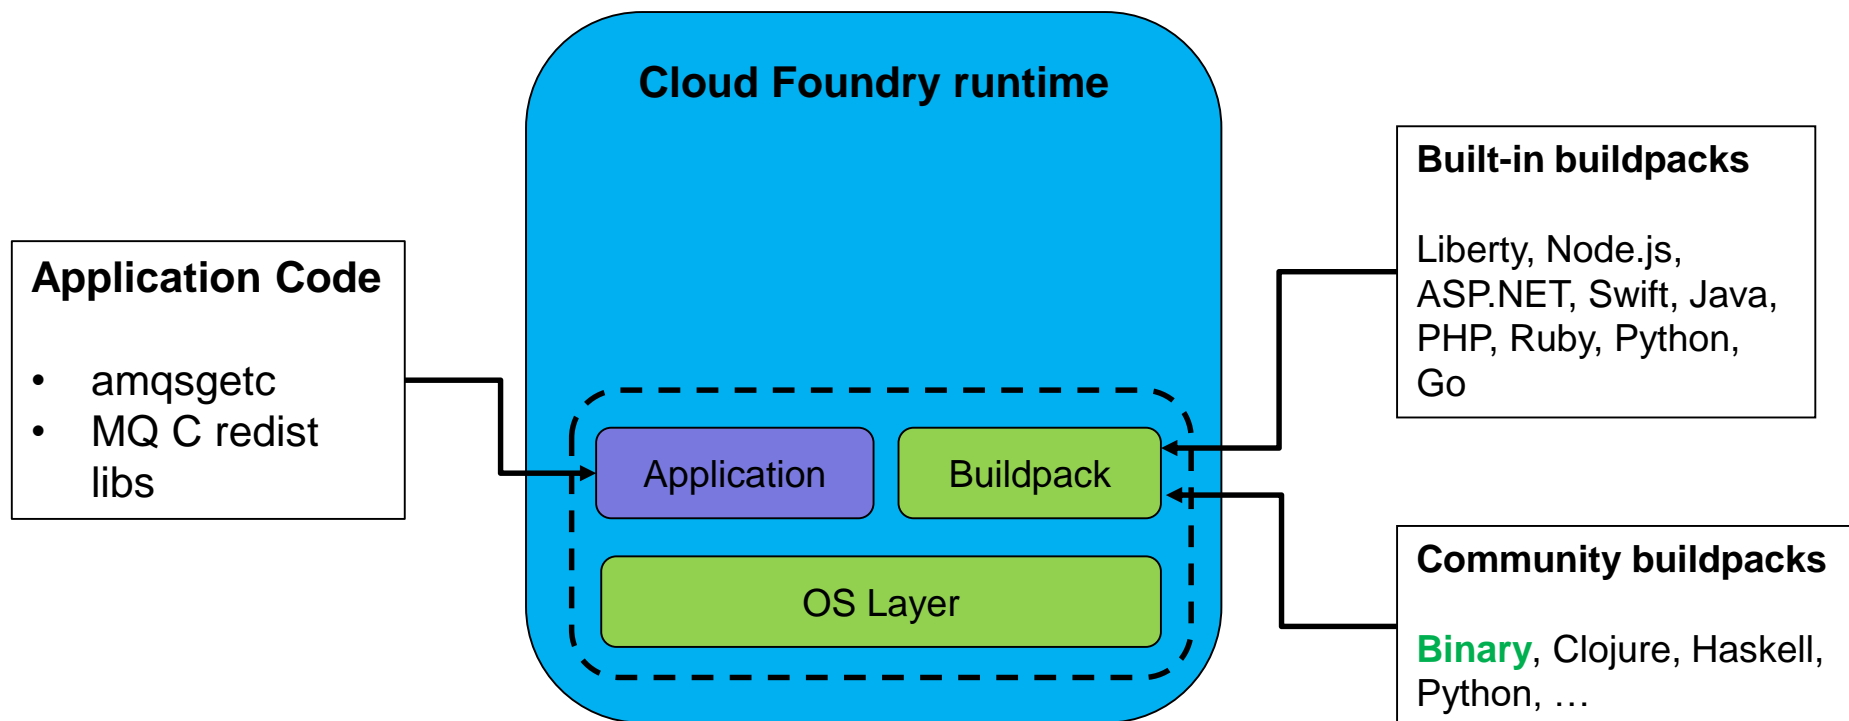 Cloud Foundry runtime
Application Code
• amqsgetc
• MQ C redist
libs
Application
Buildpack
OS Layer
Built-in buildpacks
Liberty, Node.js,
ASP.NET, Swift, Java,
PHP, Ruby, Python,
Go
Community buildpacks
Binary, Clojure, Haskell,
Python, …